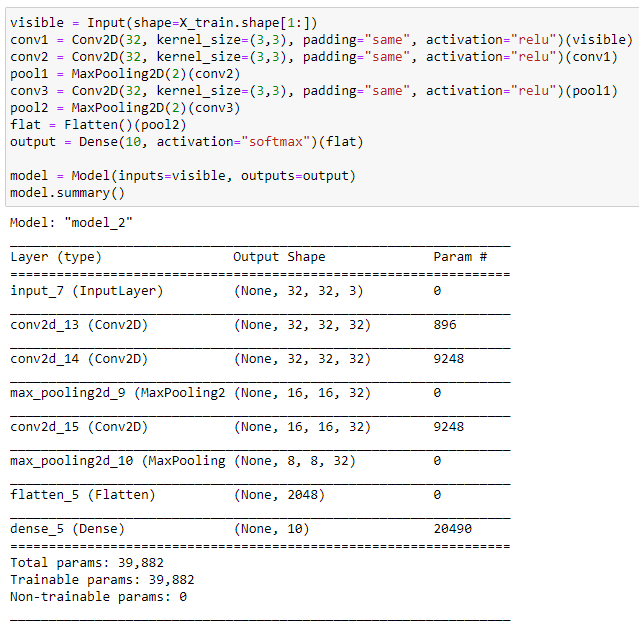 visible = Input(shape=X_train.shape[1:])
conv1 = Conv2D(32, kernel_size=(3,3), padding="same", activation="relu")(visible)
conv2 = Conv2D(32, kernel_size=(3,3), padding="same", activation="relu")(conv1)
pool1 = MaxPooling2D(2)(conv2)
conv3 = Conv2D(32, kernel_size=(3,3), padding="same", activation="relu")(pool1)
pool2 = MaxPooling2D(2)(conv3)
flat = Flatten()(pool2)
output = Dense(10, activation="softmax")(flat)

model = Model(inputs=visible, outputs=output)
model.summary()
Model: "model_2"
_________________________________________________________________
Layer (type)                 Output Shape              Param #
=================================================================
input_7 (InputLayer)         (None, 32, 32, 3)         0
_________________________________________________________________
conv2d_13 (Conv2D)           (None, 32, 32, 32)        896
_________________________________________________________________
conv2d_14 (Conv2D)           (None, 32, 32, 32)        9248
_________________________________________________________________
max_pooling2d_9 (MaxPooling2 (None, 16, 16, 32)        0
_________________________________________________________________
conv2d_15 (Conv2D)           (None, 16, 16, 32)        9248
_________________________________________________________________
max_pooling2d_10 (MaxPooling (None, 8, 8, 32)          0
_________________________________________________________________
flatten_5 (Flatten)          (None, 2048)              0
_________________________________________________________________
dense_5 (Dense)              (None, 10)                20490
=================================================================
Total params: 39,882
Trainable params: 39,882
Non-trainable params: 0
_________________________________________________________________